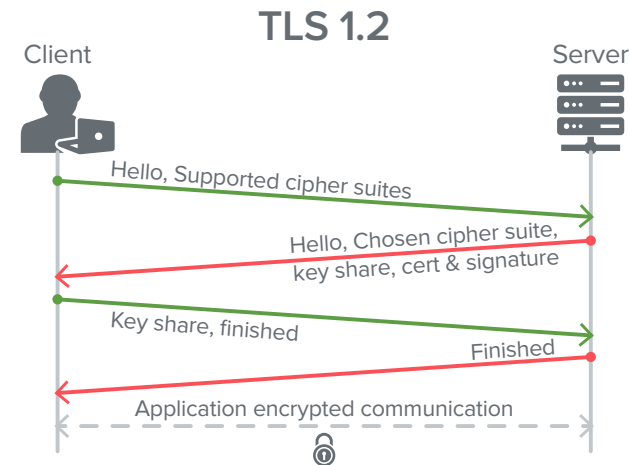 TLS 1.2
Client
Server
Hello, Supported cipher suites
Hello, Chosen cipher suite,
key share, cert & signature
Key share, finished
Finished
Application encrypted communication